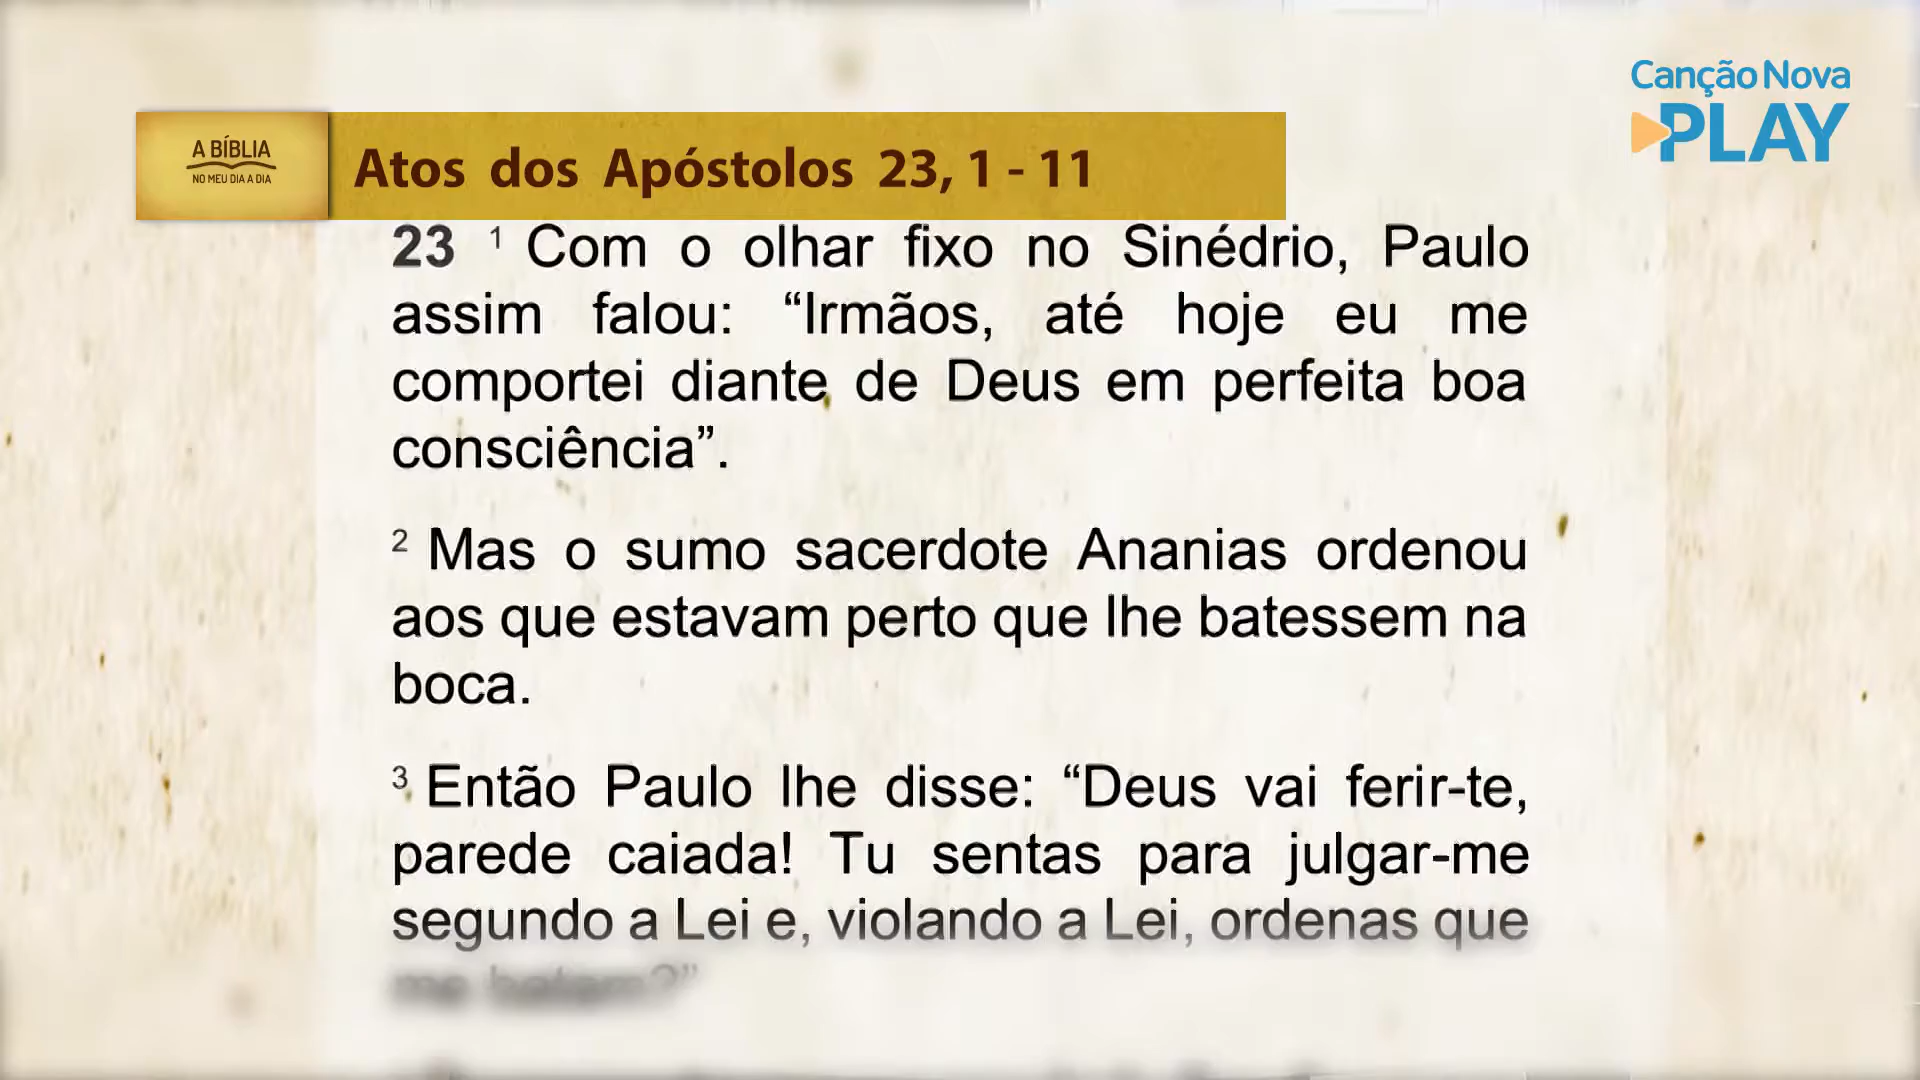 Canção Nova
PLAY
A BÍBLIA
NO MEU DIA A DIA
Atos dos Apóstolos 23, 1 - 11
23 1 Com o olhar fixo no Sinédrio, Paulo
assim falou: “Irmãos, até hoje eu me
comportei diante de Deus em perfeita boa
consciência”.
2 Mas o sumo sacerdote Ananias ordenou
aos que estavam perto que lhe batessem na
boca.
3 Então Paulo lhe disse: “Deus vai ferir-te,
parede caiada! Tu sentas para julgar-me
segundo a Lei e, violando a Lei, ordenas que
me batam?”